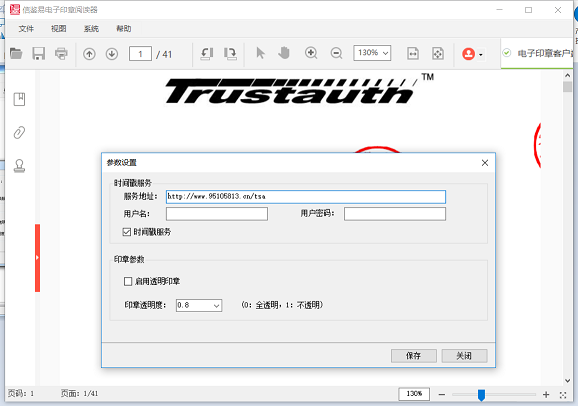 信鉴易电子印章阅读器
文件 视图 系统 帮助
1 / 41 130% 电子印章客户
Trustauth TM
参数设置
时间戳服务
服务地址: http://www.95105813.cn/tsa
用户名: 用户密码:
时间戳服务
印章参数
启用透明印章
印章透明度: 0.8 (0: 全透明, 1: 不透明)
保存 关闭
页码: 1 页面: 1/41 130%